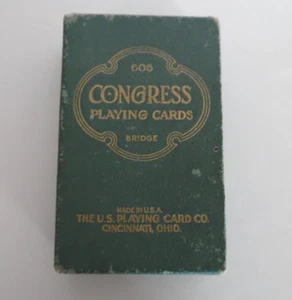 606
CONGRESS
PLAYING CARDS
BRIDGE
MADE IN U.S.A.
THE U.S. PLAYING CARD CO.
CINCINNATI, OHIO.